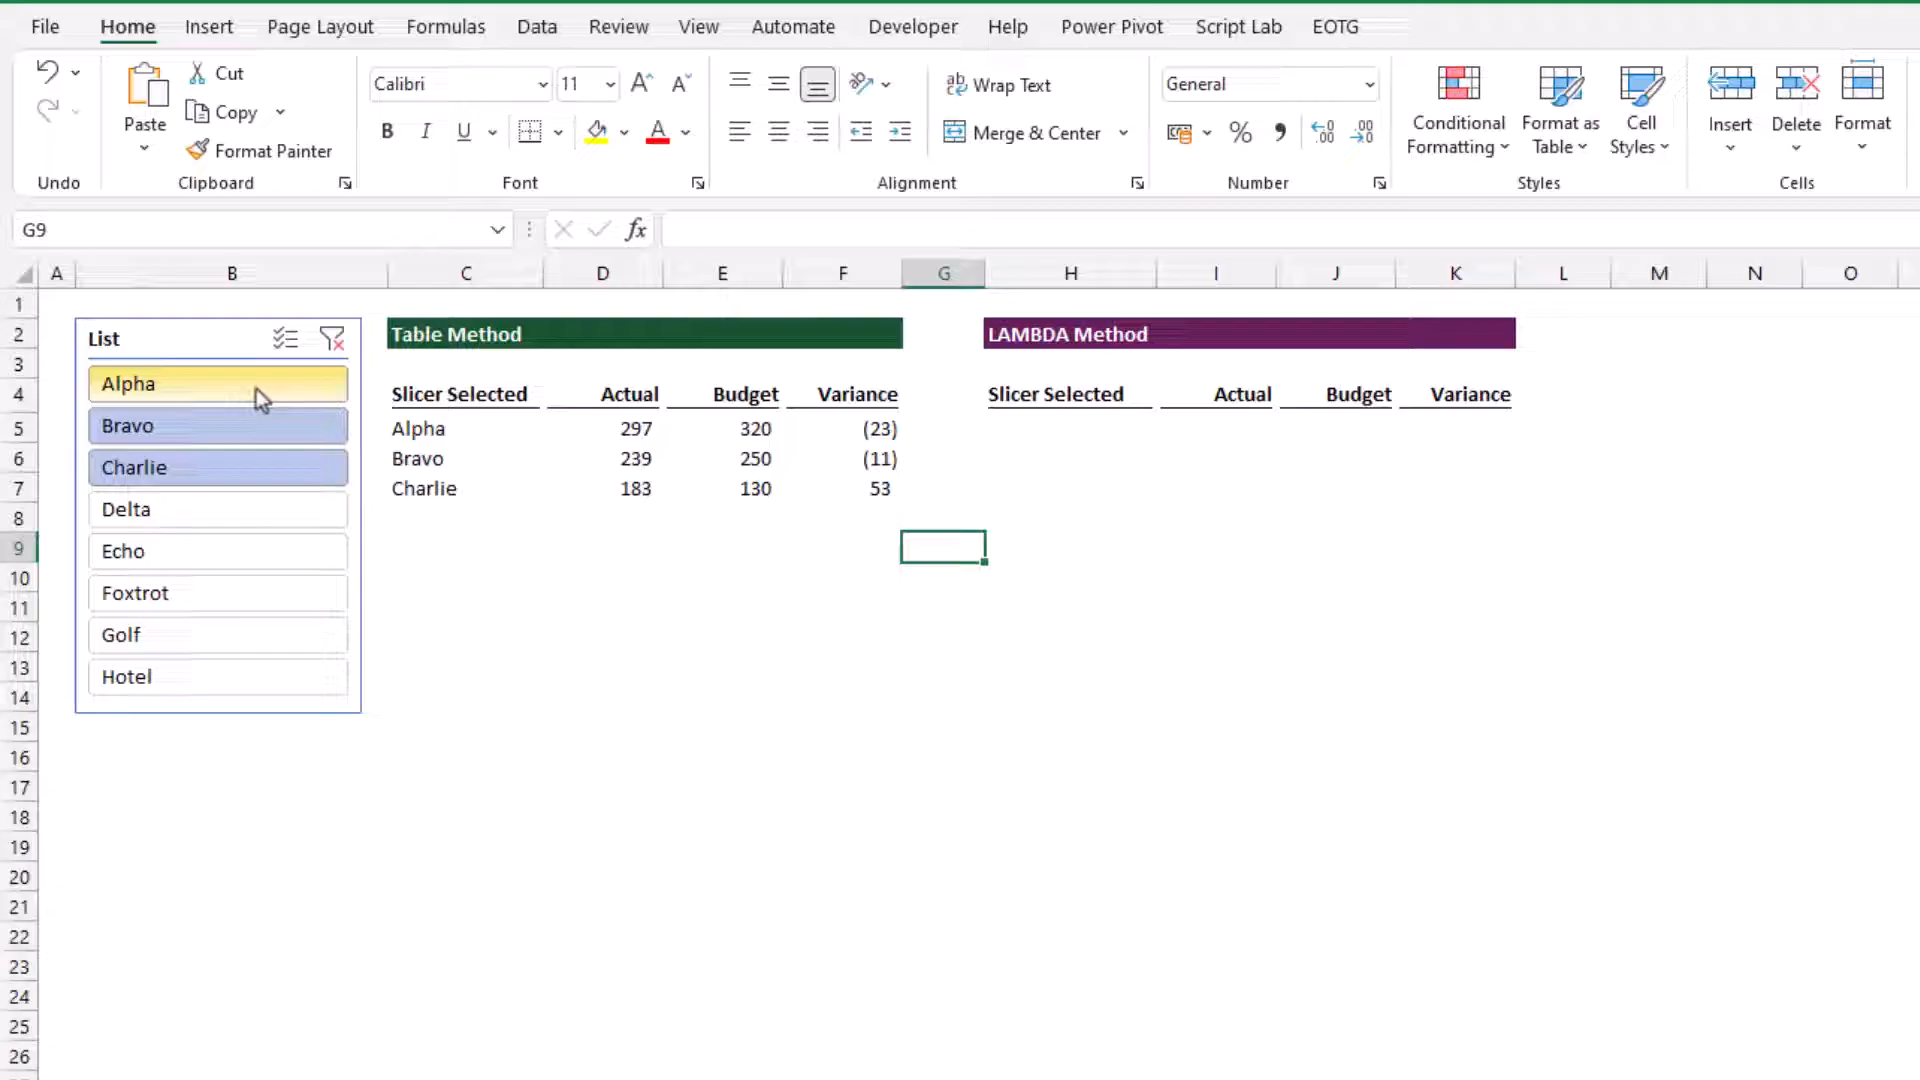 File Home Insert Page Layout Formulas Data Review View Automate Developer Help Power Pivot Script Lab EOTG
Paste
Cut
Copy
Format Painter
Calibri 11
B I U A
ab Wrap Text
Merge & Center
General
% 9
Conditional Formatting
Format as Table
Cell Styles
Insert Delete Format
Undo Clipboard Font Alignment Number Styles Cells
G9 fx
A B C D E F G H I J K L M N O
1
2
3
4
5
6
7
8
9
10
11
12
13
14
15
16
17
18
19
20
21
22
23
24
25
26
List
Alpha
Bravo
Charlie
Delta
Echo
Foxtrot
Golf
Hotel
Table Method
Slicer Selected Actual Budget Variance
Alpha 297 320 (23)
Bravo 239 250 (11)
Charlie 183 130 53
LAMBDA Method
Slicer Selected Actual Budget Variance